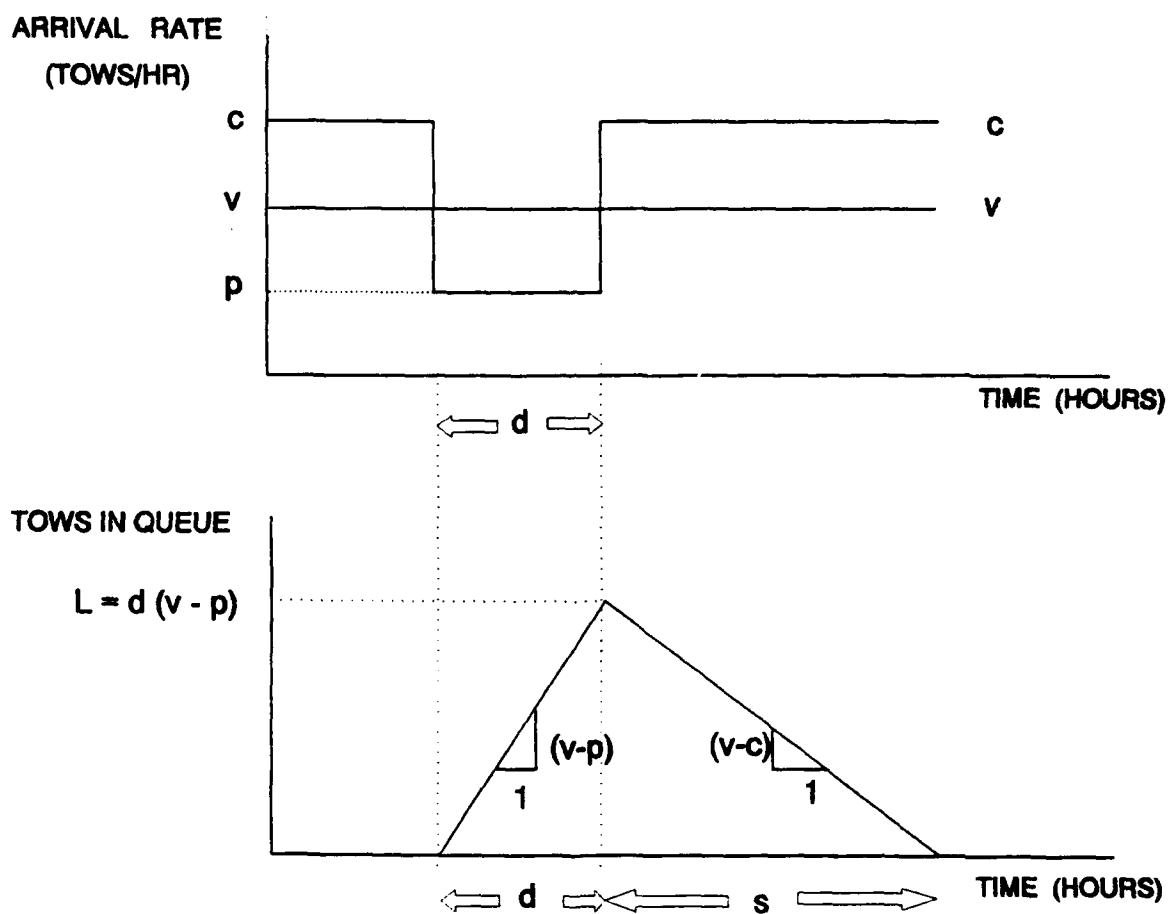 ARRIVAL RATE
(TOWS/HR)
c
c
v
v
p
TIME (HOURS)
d
TOWS IN QUEUE
L = d (v - p)
(v-p)
(v-c)
1
1
TIME (HOURS)
d
s